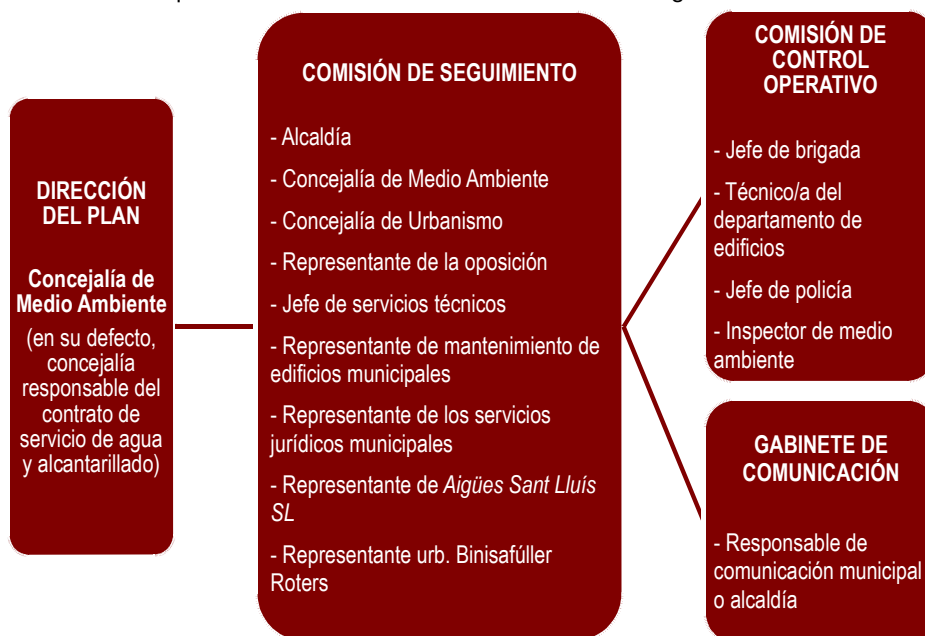 DIRECCIÓN
DEL PLAN
Concejalía de
Medio Ambiente
(en su defecto,
concejalía
responsable del
contrato de
servicio de agua
y alcantarillado)
COMISIÓN DE SEGUIMIENTO
- Alcaldía
- Concejalía de Medio Ambiente
- Concejalía de Urbanismo
- Representante de la oposición
- Jefe de servicios técnicos
- Representante de mantenimiento de
edificios municipales
- Representante de los servicios
jurídicos municipales
- Representante de Aigües Sant Lluís
SL
- Representante urb. Binisafúller
Roters
COMISIÓN DE
CONTROL
OPERATIVO
- Jefe de brigada
- Técnico/a del
departamento de
edificios
- Jefe de policía
- Inspector de medio
ambiente
GABINETE DE
COMUNICACIÓN
- Responsable de
comunicación municipal
o alcaldía